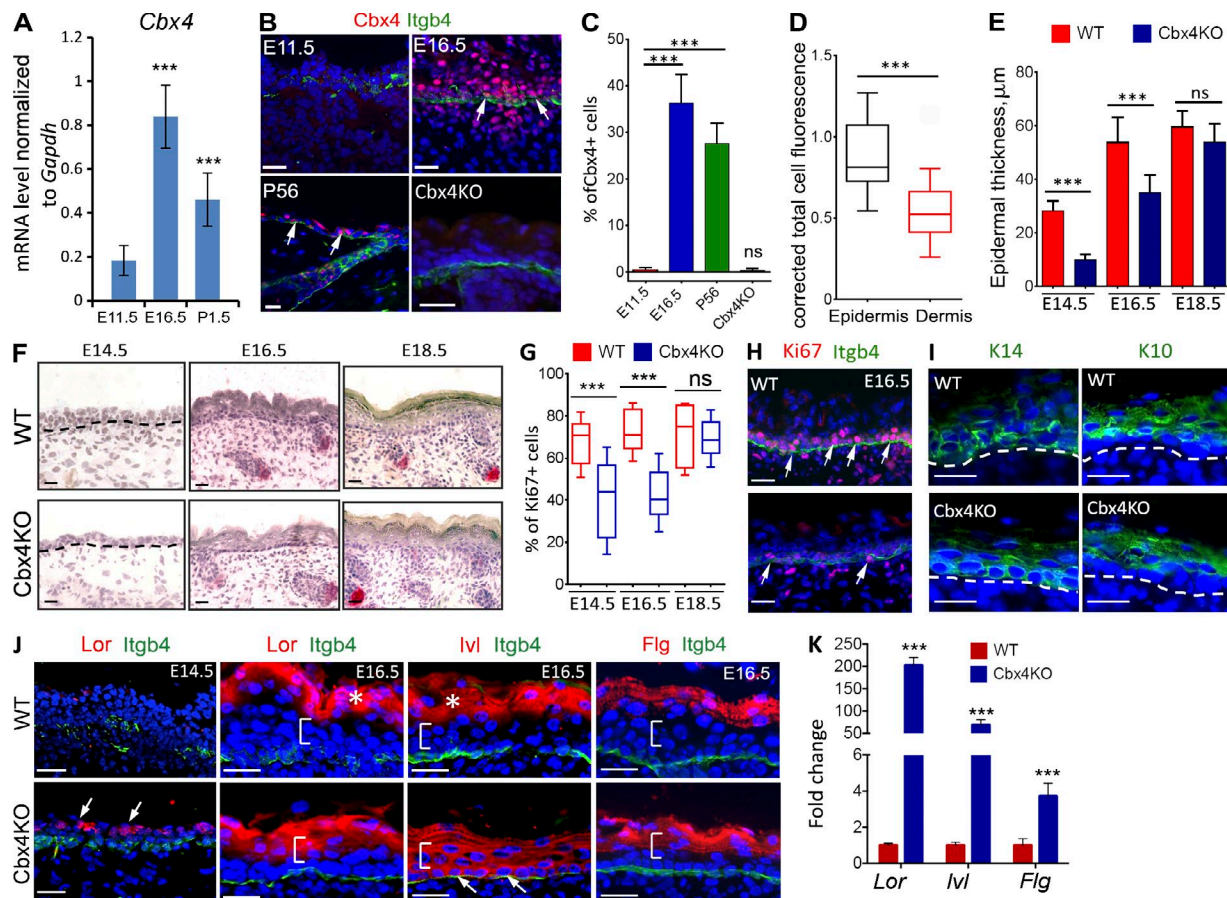 A
Cbx4
mRNA level normalized
to Gapdh
1.2
1
0.8
0.6
0.4
0.2
0
***
***
E11.5 E16.5 P1.5
B
Cbx4 Itgb4
E11.5
E16.5
P56
Cbx4KO
C
% of Cbx4+ cells
60
50
40
30
20
10
0
***
***
ns
E11.5
E16.5
P56
Cbx4KO
D
corrected total cell fluorescence
1.5
1.0
0.5
0
***
Epidermis Dermis
E
WT Cbx4KO
Epidermal thickness, μm
80
60
40
20
0
***
***
ns
E14.5 E16.5 E18.5
F
E14.5 E16.5 E18.5
WT
Cbx4KO
G
WT Cbx4KO
% of Ki67+ cells
100
80
60
40
20
0
*** *** ns
E14.5 E16.5 E18.5
H
Ki67 Itgb4
WT E16.5
Cbx4KO
I
K14 K10
WT WT
Cbx4KO Cbx4KO
J
Lor Itgb4 Lor Itgb4 Ivl Itgb4 Flg Itgb4
E14.5 E16.5 E16.5 E16.5
* *
WT
Cbx4KO
K
WT
Cbx4KO
Fold change
250
200
150
100
50
6
4
2
0
***
***
***
Lor Ivl Flg